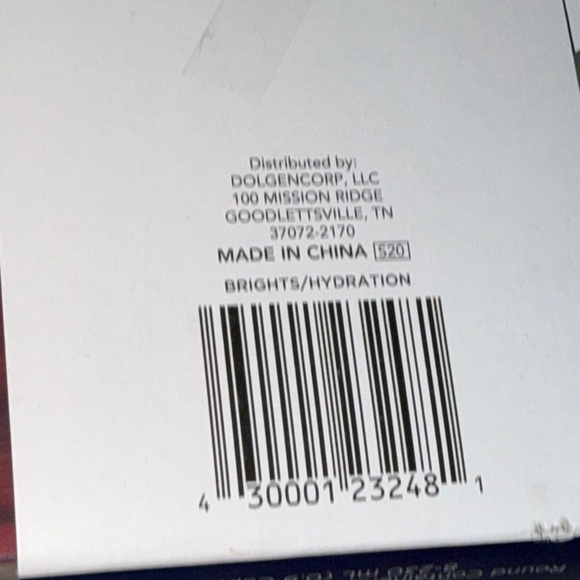 Distributed by:
DOLGENCORP, LLC
100 MISSION RIDGE
GOODLETTSVILLE, TN
37072-2170
MADE IN CHINA S20
BRIGHTS/HYDRATION
4 30001 23248 1